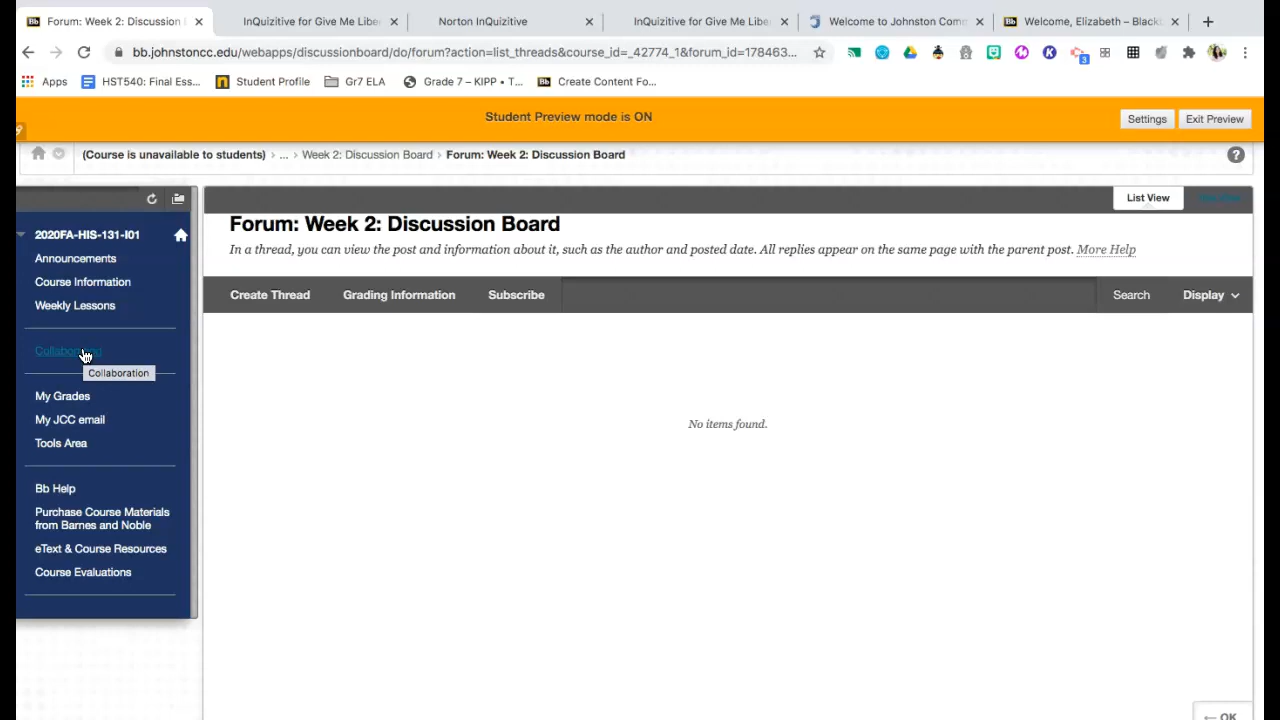 Forum: Week 2: Discussion
InQuizitive for Give Me Libe
Norton InQuizitive
InQuizitive for Give Me Libe
Welcome to Johnston Com
Welcome, Elizabeth – Black
bb.johnstoncc.edu/webapps/discussionboard/do/forum?action=list_threads&course_id=_42774_1&forum_id=178463...
3
Apps
HST540: Final Ess...
Student Profile
Gr7 ELA
Grade 7 – KIPP • T...
Create Content Fo...
Student Preview mode is ON
Settings
Exit Preview
(Course is unavailable to students) › ... › Week 2: Discussion Board › Forum: Week 2: Discussion Board
List View
Forum: Week 2: Discussion Board
In a thread, you can view the post and information about it, such as the author and posted date. All replies appear on the same page with the parent post. More Help
Create Thread
Grading Information
Subscribe
Search
Display
No items found.
OK
2020FA-HIS-131-I01
Announcements
Course Information
Weekly Lessons
Collaboration
My Grades
My JCC email
Tools Area
Bb Help
Purchase Course Materials
from Barnes and Noble
eText & Course Resources
Course Evaluations